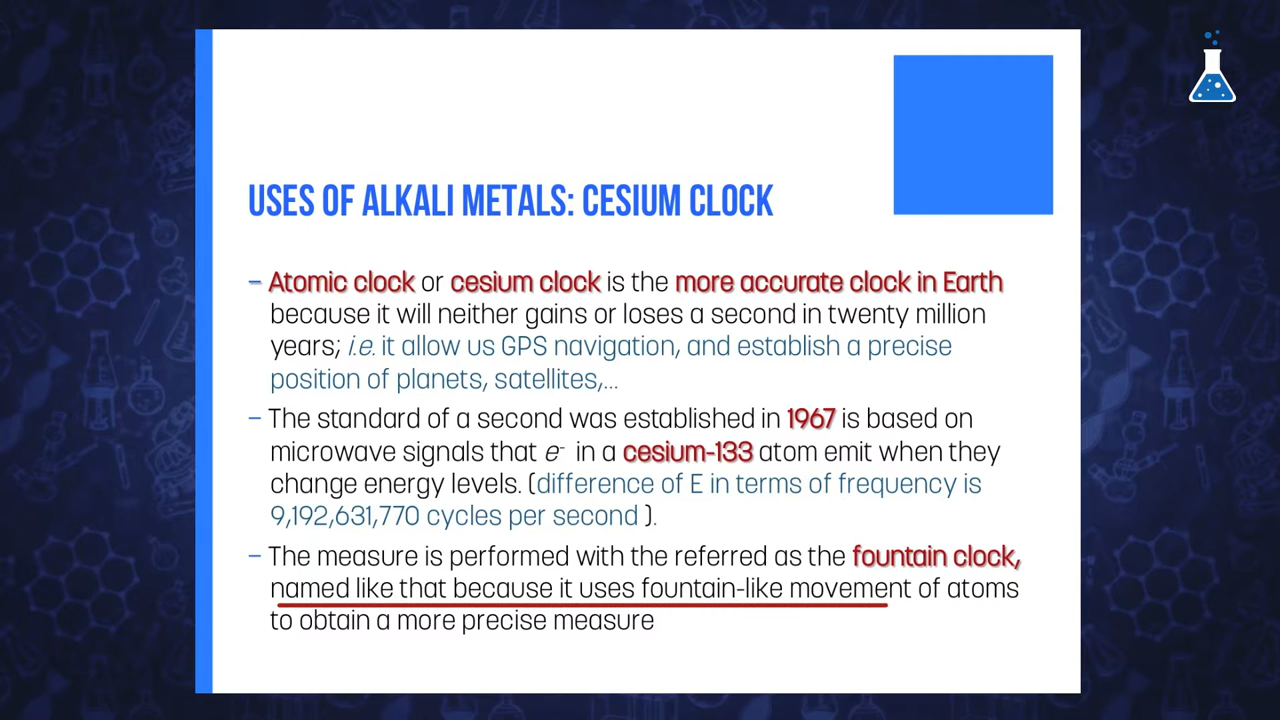 USES OF ALKALI METALS: CESIUM CLOCK
– Atomic clock or cesium clock is the more accurate clock in Earth
because it will neither gains or loses a second in twenty million
years; i.e. it allow us GPS navigation, and establish a precise
position of planets, satellites,...
– The standard of a second was established in 1967 is based on
microwave signals that e⁻ in a cesium-133 atom emit when they
change energy levels. (difference of E in terms of frequency is
9,192,631,770 cycles per second ).
– The measure is performed with the referred as the fountain clock,
named like that because it uses fountain-like movement of atoms
to obtain a more precise measure